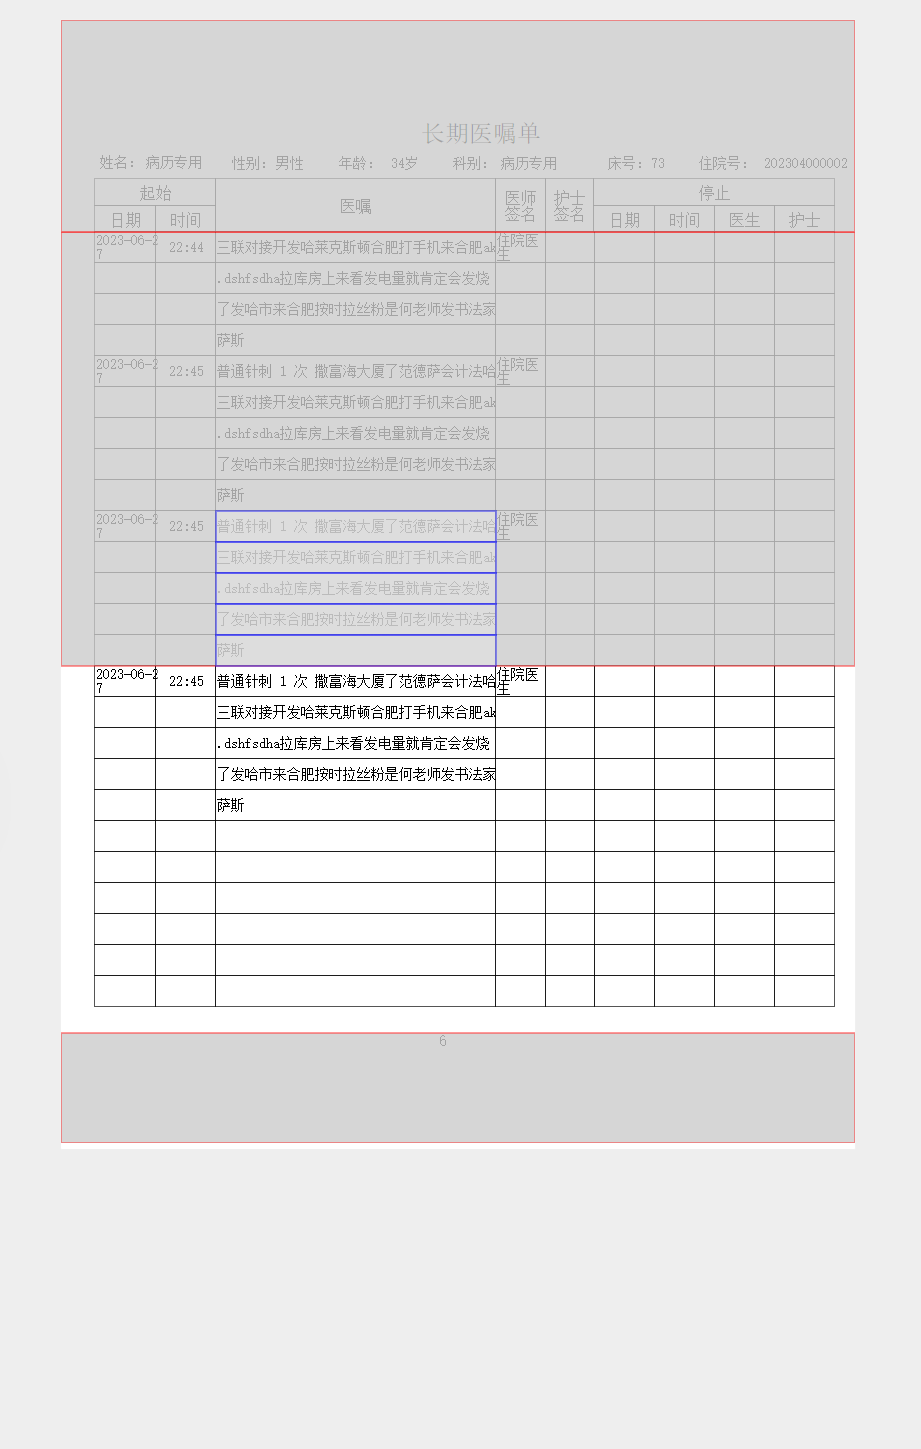 长期医嘱单
姓名： 病历专用 性别：男性 年龄： 34岁 科别： 病历专用 床号：73 住院号： 202304000002
起始 医嘱 医师签名 护士签名 停止
日期 时间 日期 时间 医生 护士
2023-06-27 22:44 三联对接开发哈莱克斯顿合肥打手机来合肥ak 住院医生
.dshfsdha拉库房上来看发电量就肯定会发烧
了发哈市来合肥按时拉丝粉是何老师发书法家
萨斯
2023-06-27 22:45 普通针刺 1 次 撒富海大厦了范德萨会计法哈 住院医生
三联对接开发哈莱克斯顿合肥打手机来合肥ak
.dshfsdha拉库房上来看发电量就肯定会发烧
了发哈市来合肥按时拉丝粉是何老师发书法家
萨斯
2023-06-27 22:45 普通针刺 1 次 撒富海大厦了范德萨会计法哈 住院医生
三联对接开发哈莱克斯顿合肥打手机来合肥ak
.dshfsdha拉库房上来看发电量就肯定会发烧
了发哈市来合肥按时拉丝粉是何老师发书法家
萨斯
2023-06-27 22:45 普通针刺 1 次 撒富海大厦了范德萨会计法哈 住院医生
三联对接开发哈莱克斯顿合肥打手机来合肥ak
.dshfsdha拉库房上来看发电量就肯定会发烧
了发哈市来合肥按时拉丝粉是何老师发书法家
萨斯
6